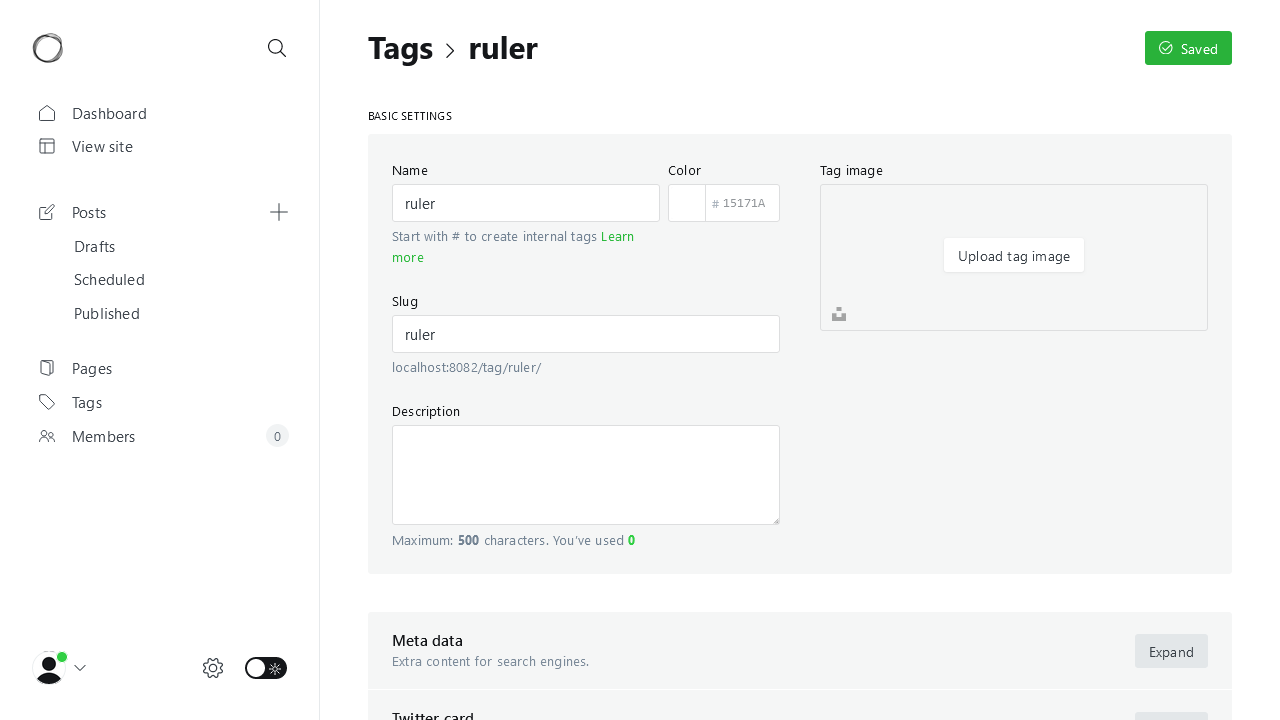 Tags > ruler
Saved
Dashboard
View site
Posts
Drafts
Scheduled
Published
Pages
Tags
Members 0
BASIC SETTINGS
Name
ruler
Start with # to create internal tags Learn
more
Color
# 15171A
Tag image
Upload tag image
Slug
ruler
localhost:8082/tag/ruler/
Description
Maximum: 500 characters. You've used 0
Meta data
Extra content for search engines.
Expand
Twitter card